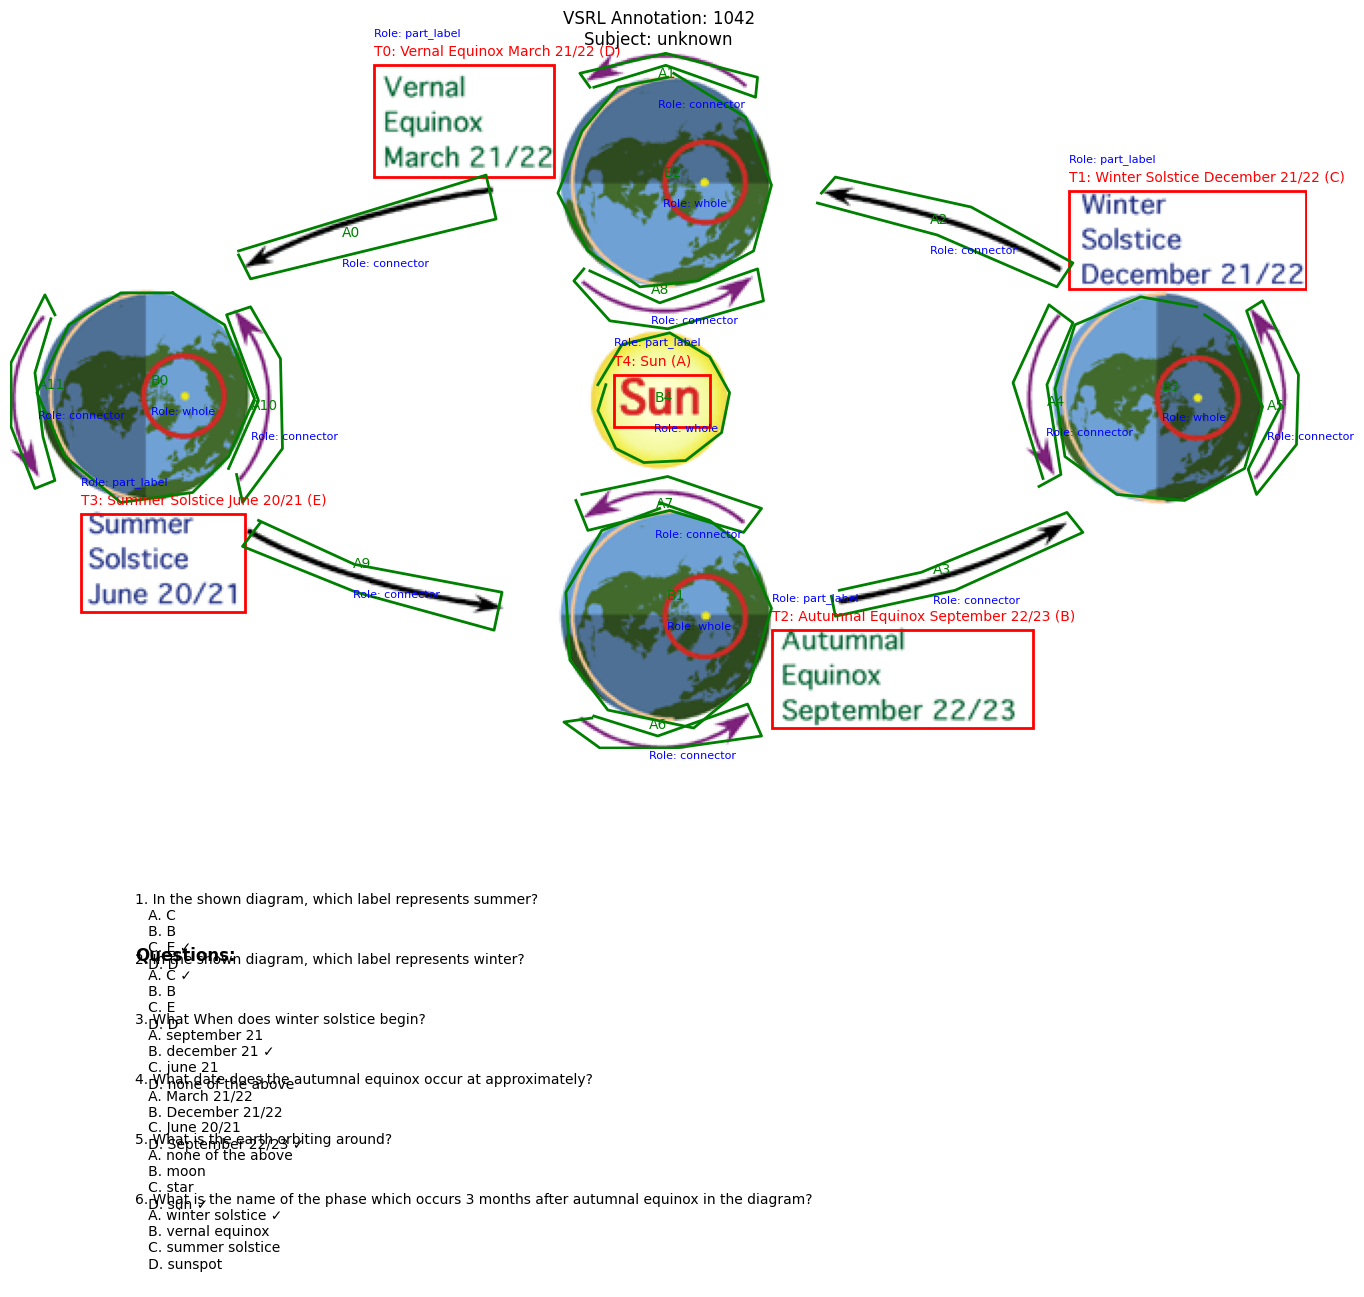 VSRL Annotation: 1042
Subject: unknown
Role: part_label
T0: Vernal Equinox March 21/22 (D)
Vernal
Equinox
March 21/22
A1
Role: connector
Role: whole
Role: part_label
T1: Winter Solstice December 21/22 (C)
Winter
Solstice
December 21/22
A0
Role: connector
A2
Role: connector
A8
Role: connector
Role: part_label
T4: Sun (A)
Sun
B4
Role: whole
A11
Role: connector
B0
Role: whole
A10
Role: connector
A4
Role: connector
Role: whole
A5
Role: connector
Role: part_label
T3: Summer Solstice June 20/21 (E)
Summer
Solstice
June 20/21
A9
Role: connector
A7
Role: connector
B1
Role: whole
A3
Role: connector
Role: part_label
T2: Autumnal Equinox September 22/23 (B)
Autumnal
Equinox
September 22/23
A6
Role: connector
Questions:
1. In the shown diagram, which label represents summer?
A. C
B. B
C. E ✓
D. D
2. In the shown diagram, which label represents winter?
A. C ✓
B. B
C. E
D. D
3. What When does winter solstice begin?
A. september 21
B. december 21 ✓
C. june 21
D. none of the above
4. What date does the autumnal equinox occur at approximately?
A. March 21/22
B. December 21/22
C. June 20/21
D. September 22/23 ✓
5. What is the earth orbiting around?
A. none of the above
B. moon
C. star
D. sun ✓
6. What is the name of the phase which occurs 3 months after autumnal equinox in the diagram?
A. winter solstice ✓
B. vernal equinox
C. summer solstice
D. sunspot